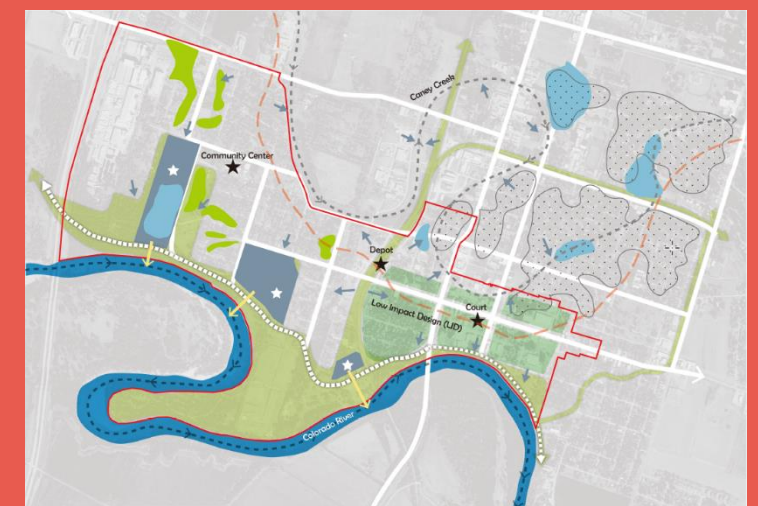 Caney Creek
Community Center
Depot
Court
Low Impact Design (LID)
Colorado River